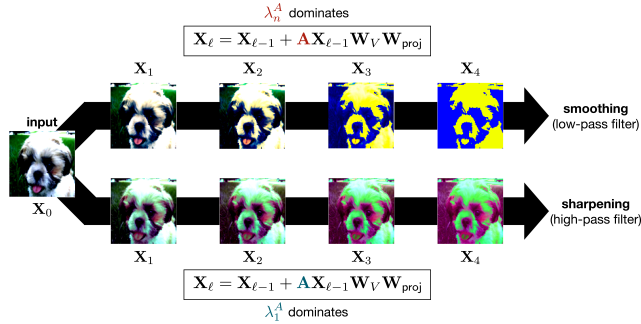 λ_n^A dominates
X_ℓ = X_{ℓ−1} + AX_{ℓ−1}W_V W_proj
X_1 X_2 X_3 X_4
input
smoothing
(low-pass filter)
X_0
sharpening
(high-pass filter)
X_1 X_2 X_3 X_4
X_ℓ = X_{ℓ−1} + AX_{ℓ−1}W_V W_proj
λ_1^A dominates